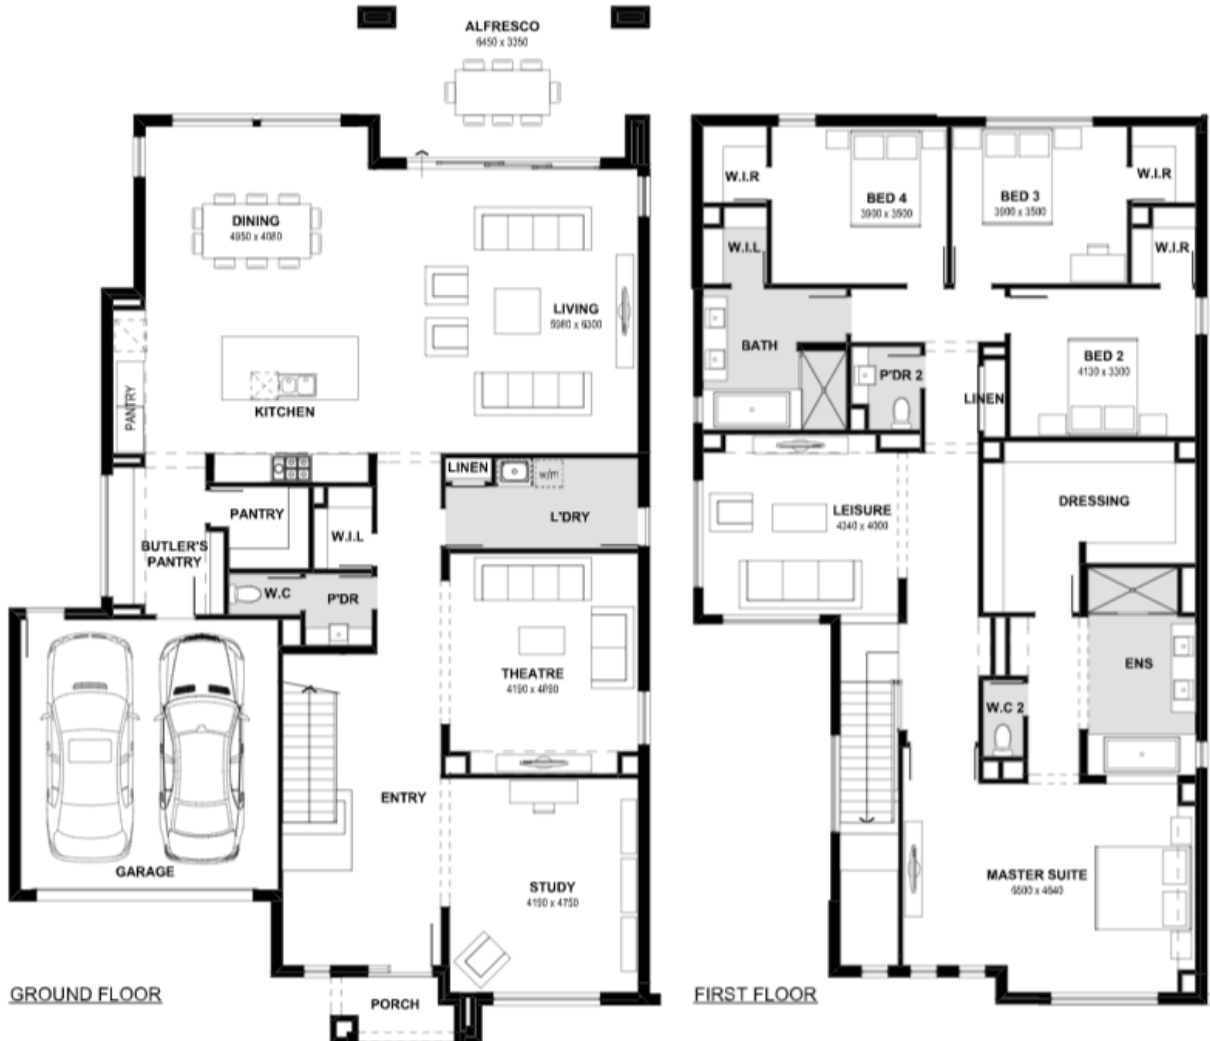 ALFRESCO
6450 x 3350
DINING
4950 x 4080
LIVING
5980 x 6300
PANTRY
KITCHEN
LINEN
w/m
L'DRY
PANTRY
W.I.L
BUTLER'S
PANTRY
W.C
P'DR
THEATRE
4190 x 4890
ENTRY
GARAGE
STUDY
4190 x 4750
PORCH
GROUND FLOOR
W.I.R
BED 4
3900 x 3500
BED 3
3900 x 3500
W.I.R
W.I.L
W.I.R
BATH
P'DR 2
BED 2
4130 x 3300
LINEN
LEISURE
4340 x 4000
DRESSING
ENS
W.C 2
MASTER SUITE
6500 x 4640
FIRST FLOOR